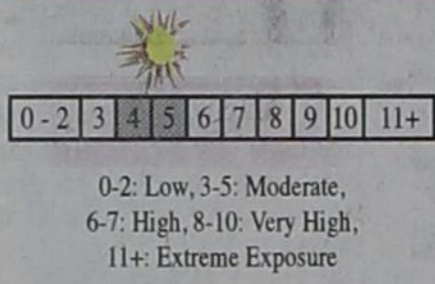 0 - 2 3 4 5 6 7 8 9 10 11+
0-2: Low, 3-5: Moderate,
6-7: High, 8-10: Very High,
11+: Extreme Exposure